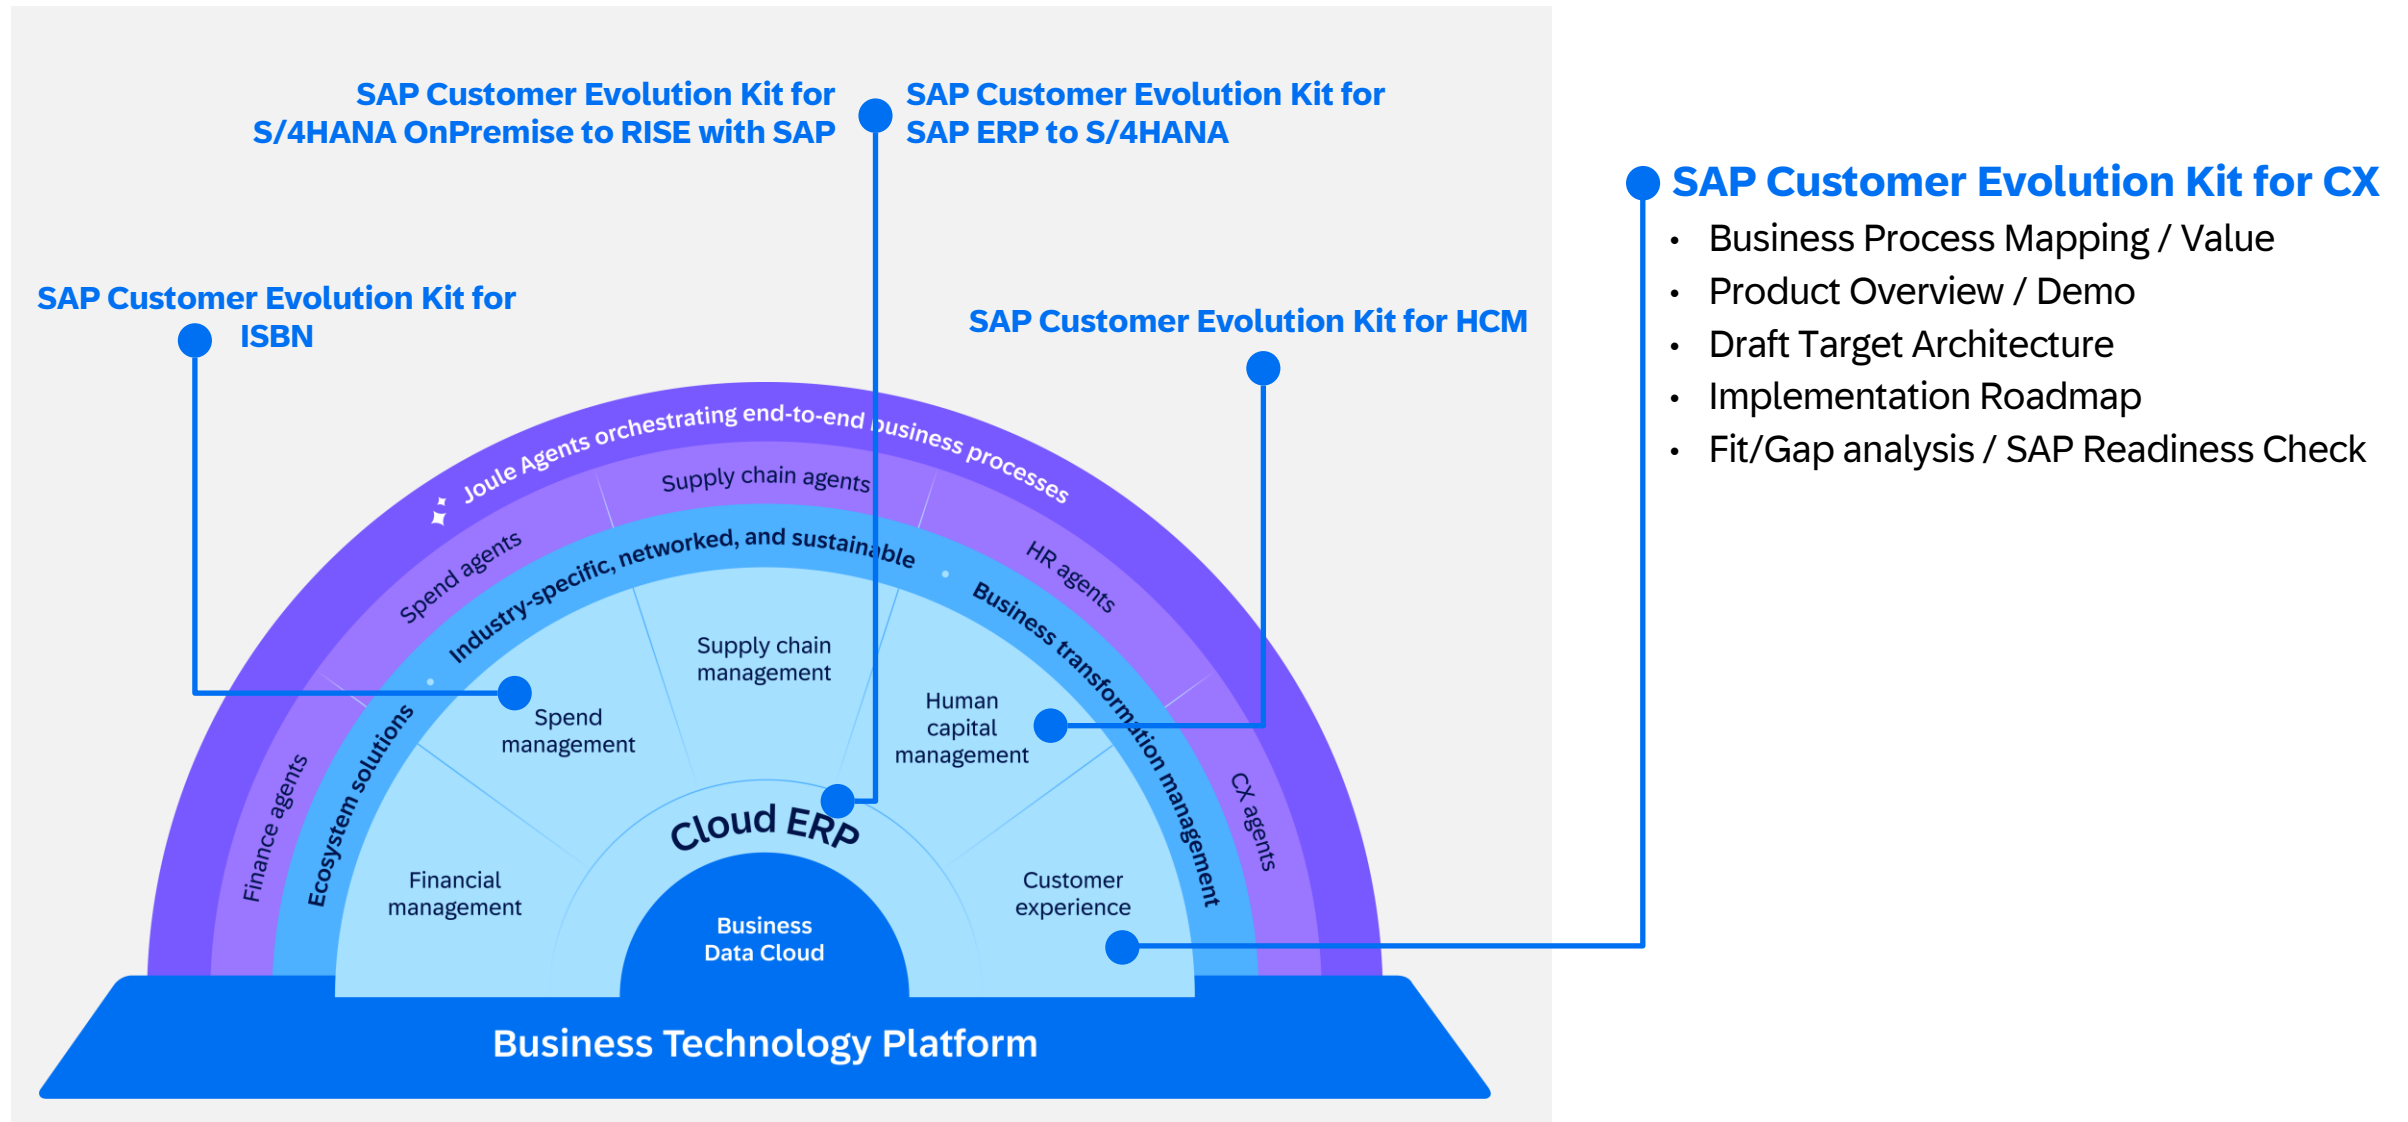 SAP Customer Evolution Kit for
S/4HANA OnPremise to RISE with SAP
SAP Customer Evolution Kit for
SAP ERP to S/4HANA
SAP Customer Evolution Kit for
ISBN
SAP Customer Evolution Kit for HCM
SAP Customer Evolution Kit for CX
• Business Process Mapping / Value
• Product Overview / Demo
• Draft Target Architecture
• Implementation Roadmap
• Fit/Gap analysis / SAP Readiness Check
Joule Agents orchestrating end-to-end business processes
Finance agents
Spend agents
Supply chain agents
HR agents
CX agents
Ecosystem solutions • Industry-specific, networked, and sustainable • Business transformation management
Financial
management
Spend
management
Supply chain
management
Human
capital
management
Customer
experience
Cloud ERP
Business
Data Cloud
Business Technology Platform